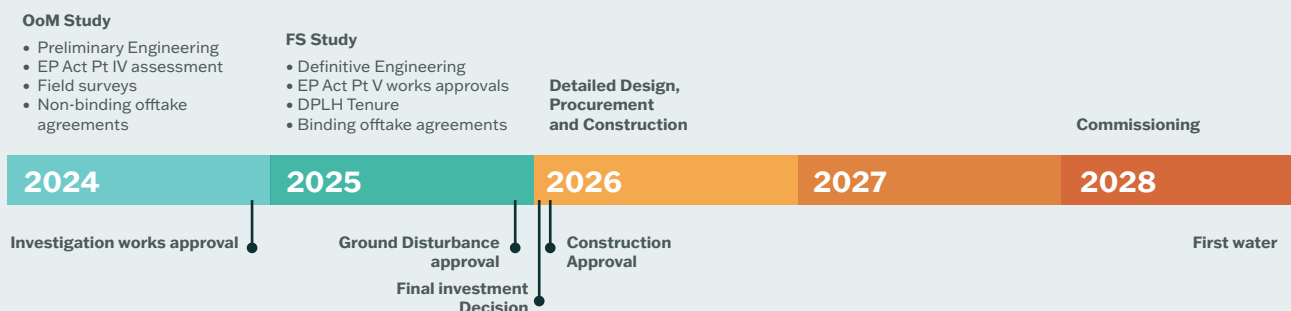 OoM Study
• Preliminary Engineering
• EP Act Pt IV assessment
• Field surveys
• Non-binding offtake
agreements
FS Study
• Definitive Engineering
• EP Act Pt V works approvals
• DPLH Tenure
• Binding offtake agreements
Detailed Design,
Procurement
and Construction
Commissioning
2024
2025
2026
2027
2028
Investigation works approval
Ground Disturbance
approval
Final investment
Decision
Construction
Approval
First water